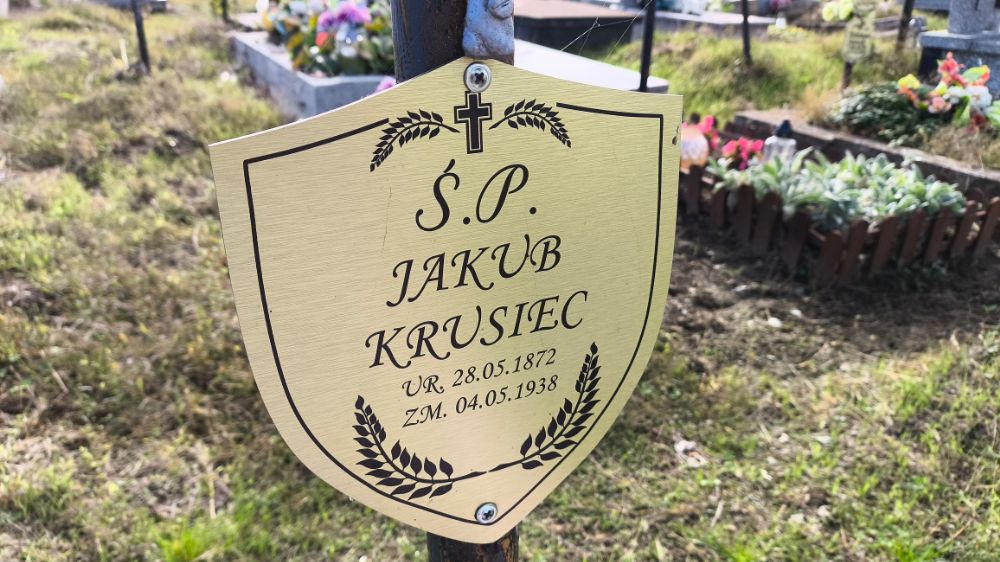 Ś.P.
JAKUB
KRUSIEC
UR. 28.05.1872
ZM. 04.05.1938